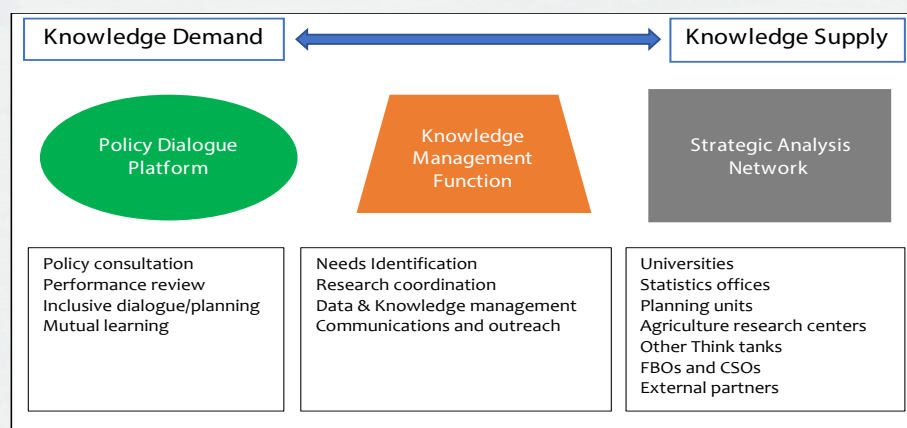 Knowledge Demand
Knowledge Supply
Policy Dialogue
Platform
Knowledge
Management
Function
Strategic Analysis
Network
Policy consultation
Performance review
Inclusive dialogue/planning
Mutual learning
Needs Identification
Research coordination
Data & Knowledge management
Communications and outreach
Universities
Statistics offices
Planning units
Agriculture research centers
Other Think tanks
FBOs and CSOs
External partners